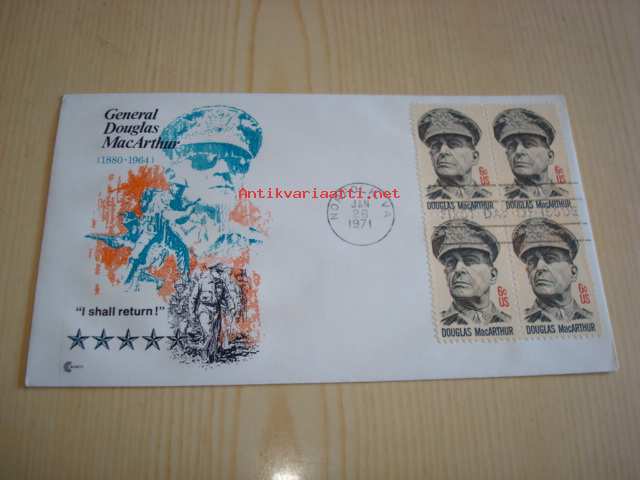 General
Douglas
MacArthur
(1880-1964)
"I shall return!"
Antikvariaatti.net
VA
JAN
26
1971
6c
US
DOUGLAS MacARTHUR
6c
US
DOUGLAS MacARTHUR
6c
US
DOUGLAS MacARTHUR
6c
US
DOUGLAS MacARTHUR